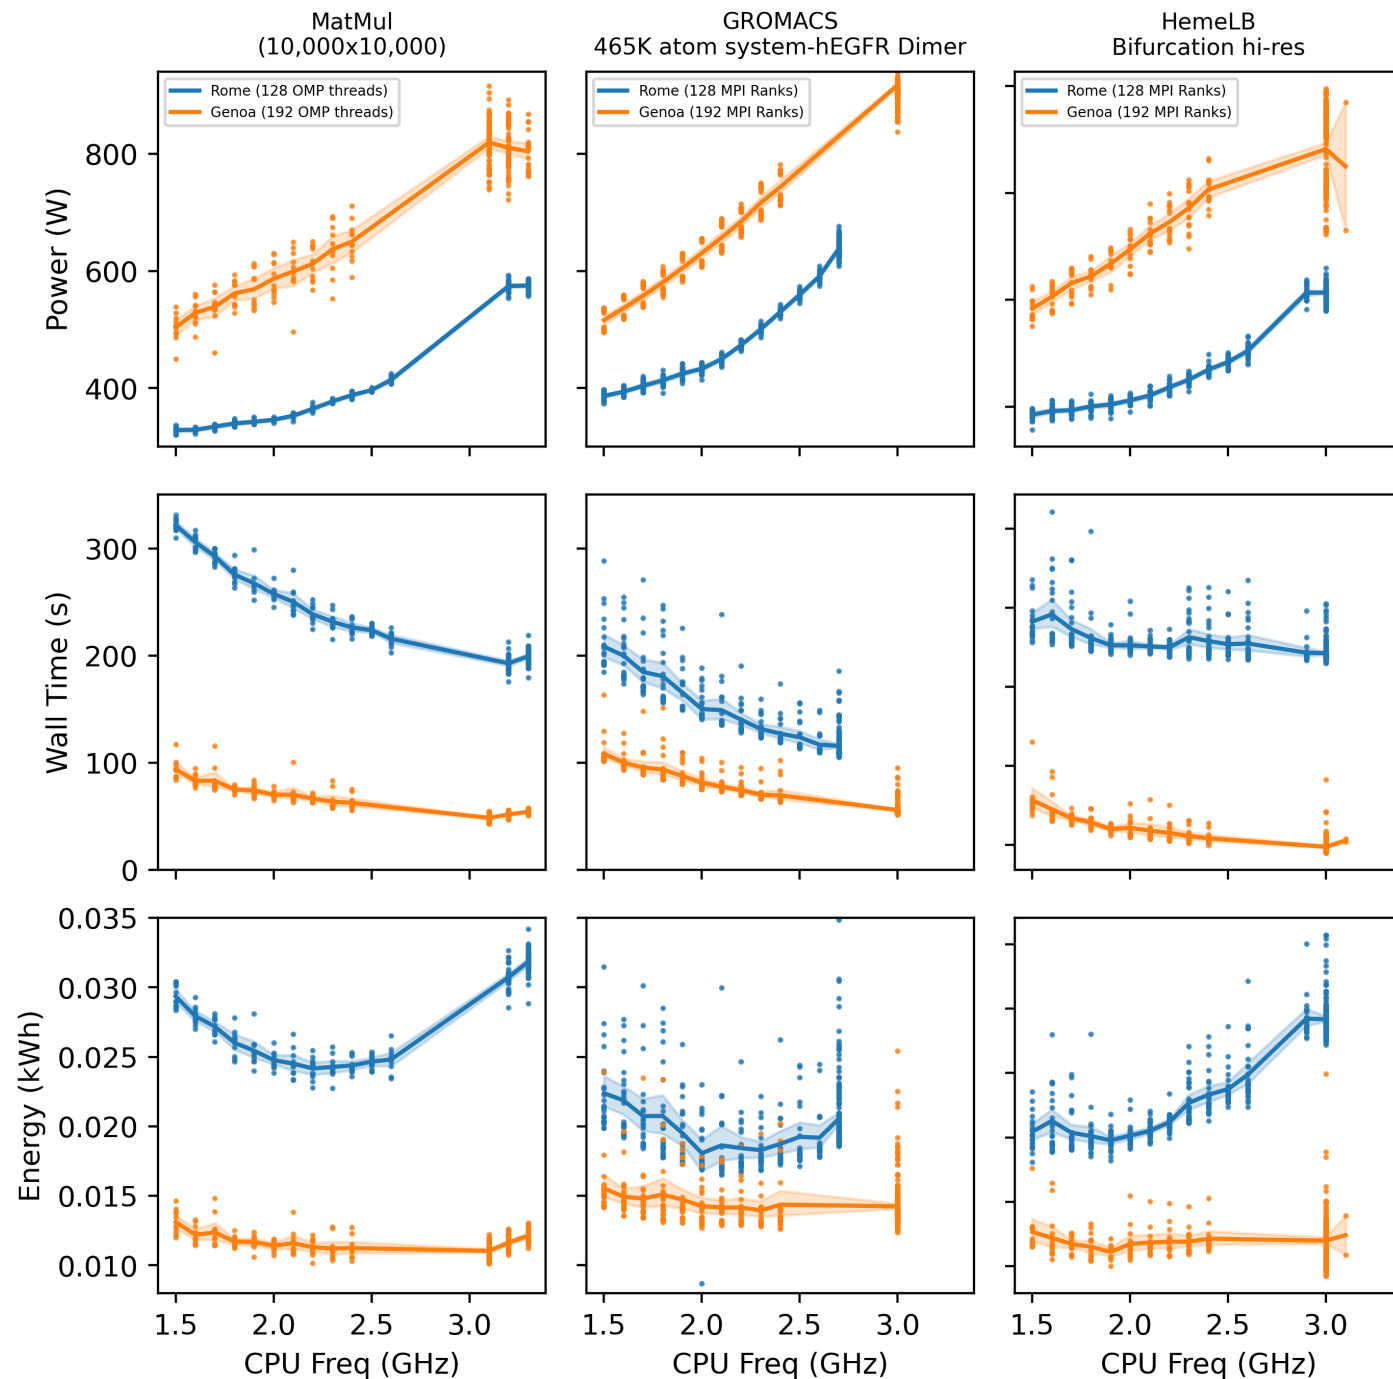 MatMul
(10,000x10,000)
GROMACS
465K atom system-hEGFR Dimer
HemeLB
Bifurcation hi-res
Rome (128 OMP threads)
Genoa (192 OMP threads)
Rome (128 MPI Ranks)
Genoa (192 MPI Ranks)
Rome (128 MPI Ranks)
Genoa (192 MPI Ranks)
Power (W)
800
600
400
Wall Time (s)
300
200
100
0
Energy (kWh)
0.035
0.030
0.025
0.020
0.015
0.010
1.5 2.0 2.5 3.0
1.5 2.0 2.5 3.0
1.5 2.0 2.5 3.0
CPU Freq (GHz)
CPU Freq (GHz)
CPU Freq (GHz)